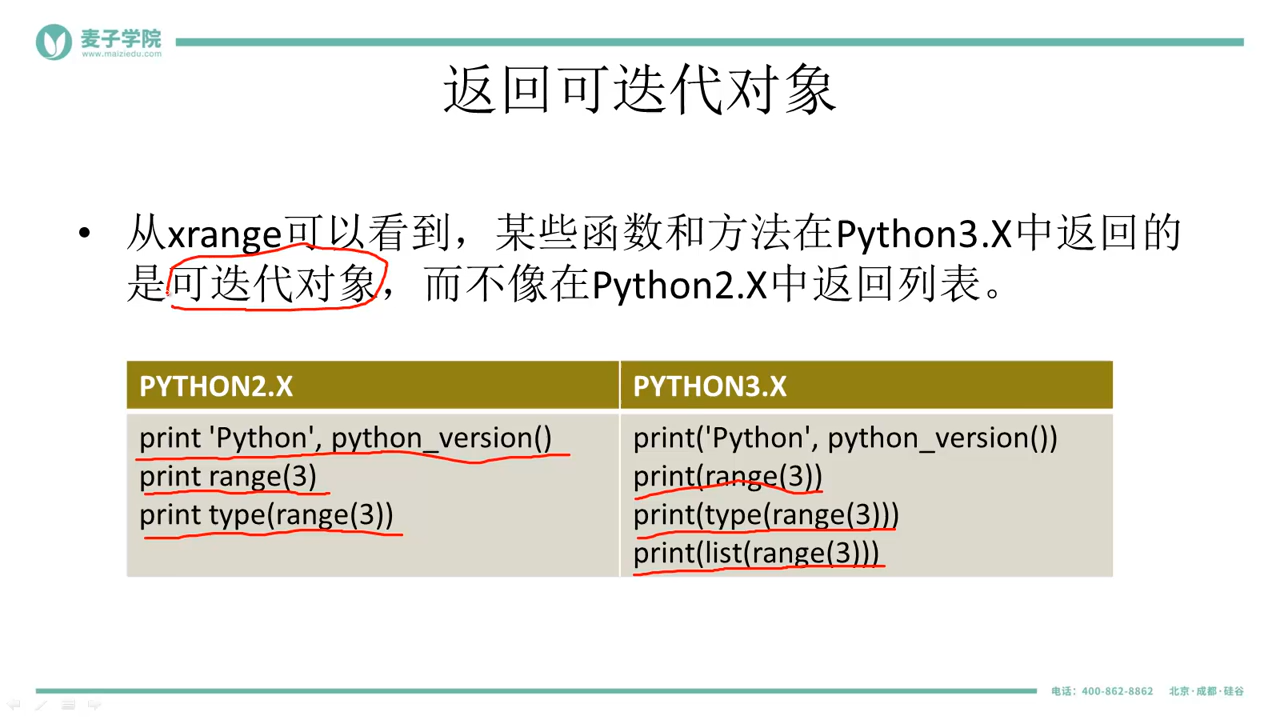 麦子学院
www.maiziedu.com
返回可迭代对象
• 从xrange可以看到，某些函数和方法在Python3.X中返回的
是可迭代对象，而不像在Python2.X中返回列表。
PYTHON2.X
print 'Python', python_version()
print range(3)
print type(range(3))
PYTHON3.X
print('Python', python_version())
print(range(3))
print(type(range(3)))
print(list(range(3)))
电话：400-862-8862 北京·成都·硅谷